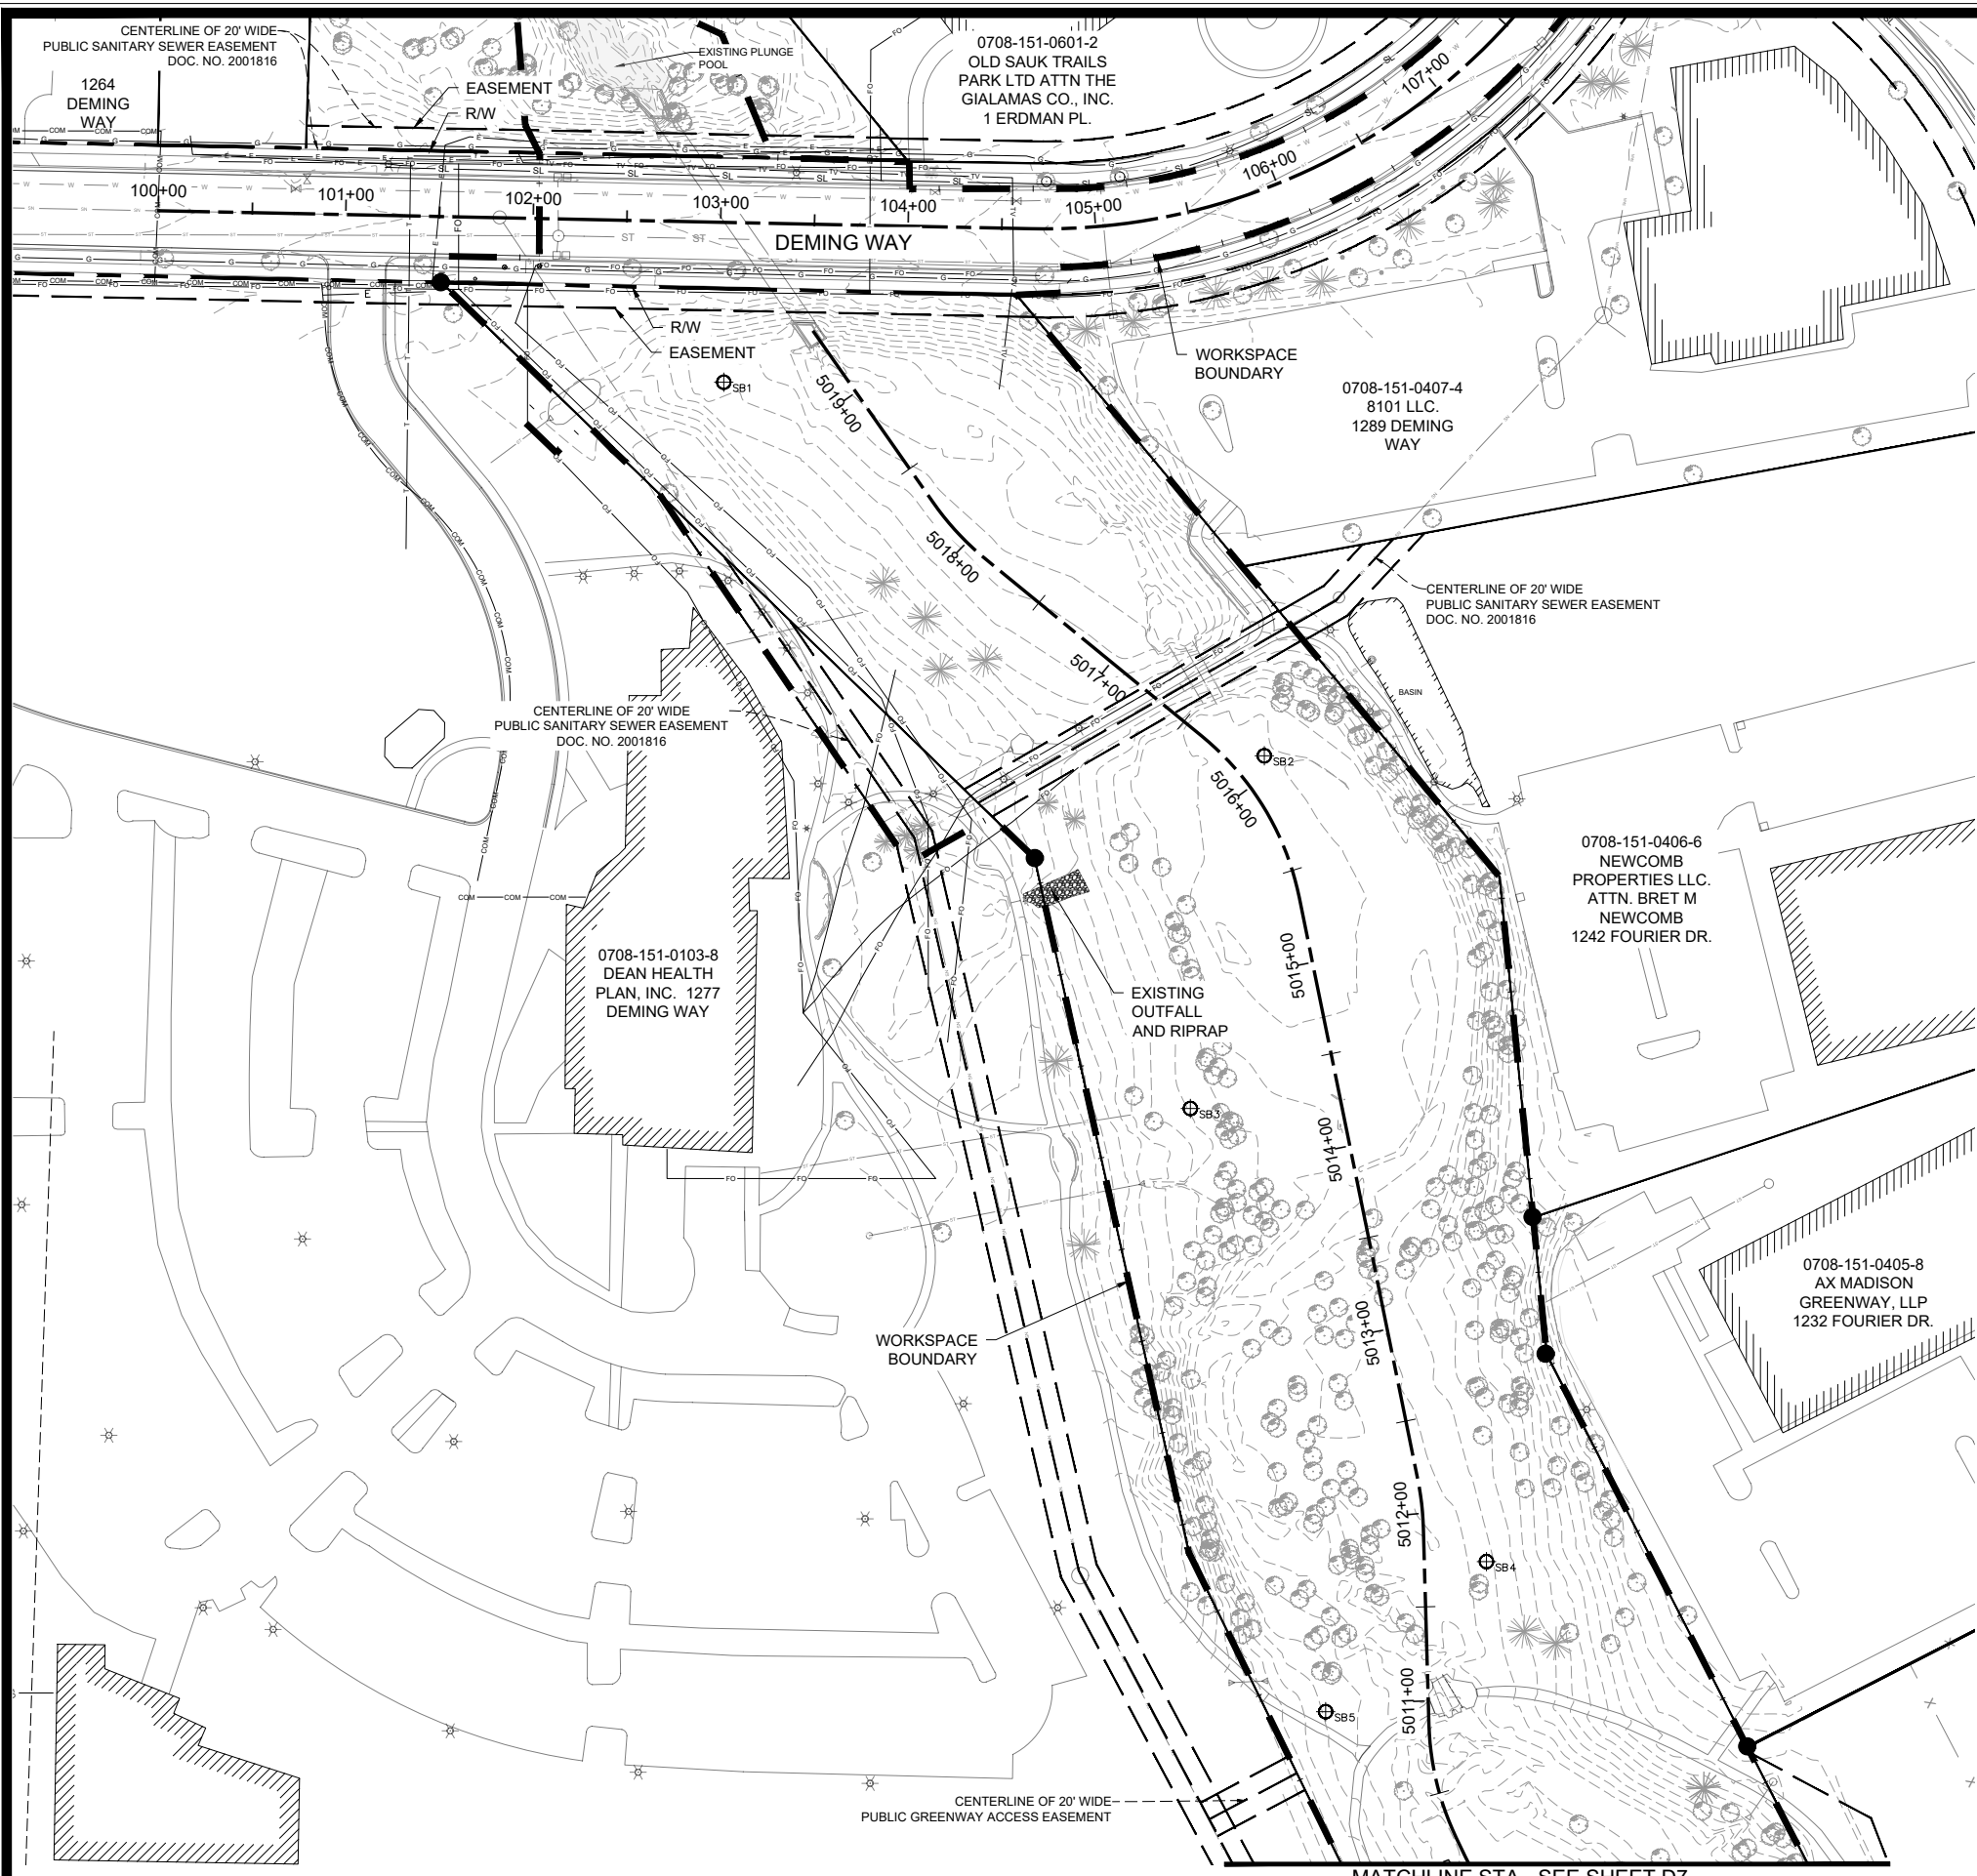 CENTERLINE OF 20' WIDE
PUBLIC SANITARY SEWER EASEMENT
DOC. NO. 2001816
1264
DEMING
WAY
EASEMENT
R/W
EXISTING PLUNGE
POOL
0708-151-0601-2
OLD SAUK TRAILS
PARK LTD ATTN THE
GIALAMAS CO., INC.
1 ERDMAN PL.
100+00
101+00
102+00
103+00
104+00
105+00
106+00
107+00
DEMING WAY
R/W
EASEMENT
WORKSPACE
BOUNDARY
0708-151-0407-4
8101 LLC.
1289 DEMING
WAY
SB1
5019+00
5018+00
5017+00
5016+00
5015+00
5014+00
5013+00
5012+00
5011+00
CENTERLINE OF 20' WIDE
PUBLIC SANITARY SEWER EASEMENT
DOC. NO. 2001816
BASIN
CENTERLINE OF 20' WIDE
PUBLIC SANITARY SEWER EASEMENT
DOC. NO. 2001816
SB2
0708-151-0406-6
NEWCOMB
PROPERTIES LLC.
ATTN. BRET M
NEWCOMB
1242 FOURIER DR.
0708-151-0103-8
DEAN HEALTH
PLAN, INC. 1277
DEMING WAY
EXISTING
OUTFALL
AND RIPRAP
SB3
0708-151-0405-8
AX MADISON
GREENWAY, LLP
1232 FOURIER DR.
WORKSPACE
BOUNDARY
SB4
SB5
CENTERLINE OF 20' WIDE
PUBLIC GREENWAY ACCESS EASEMENT
MATCHLINE STA - SEE SHEET D7